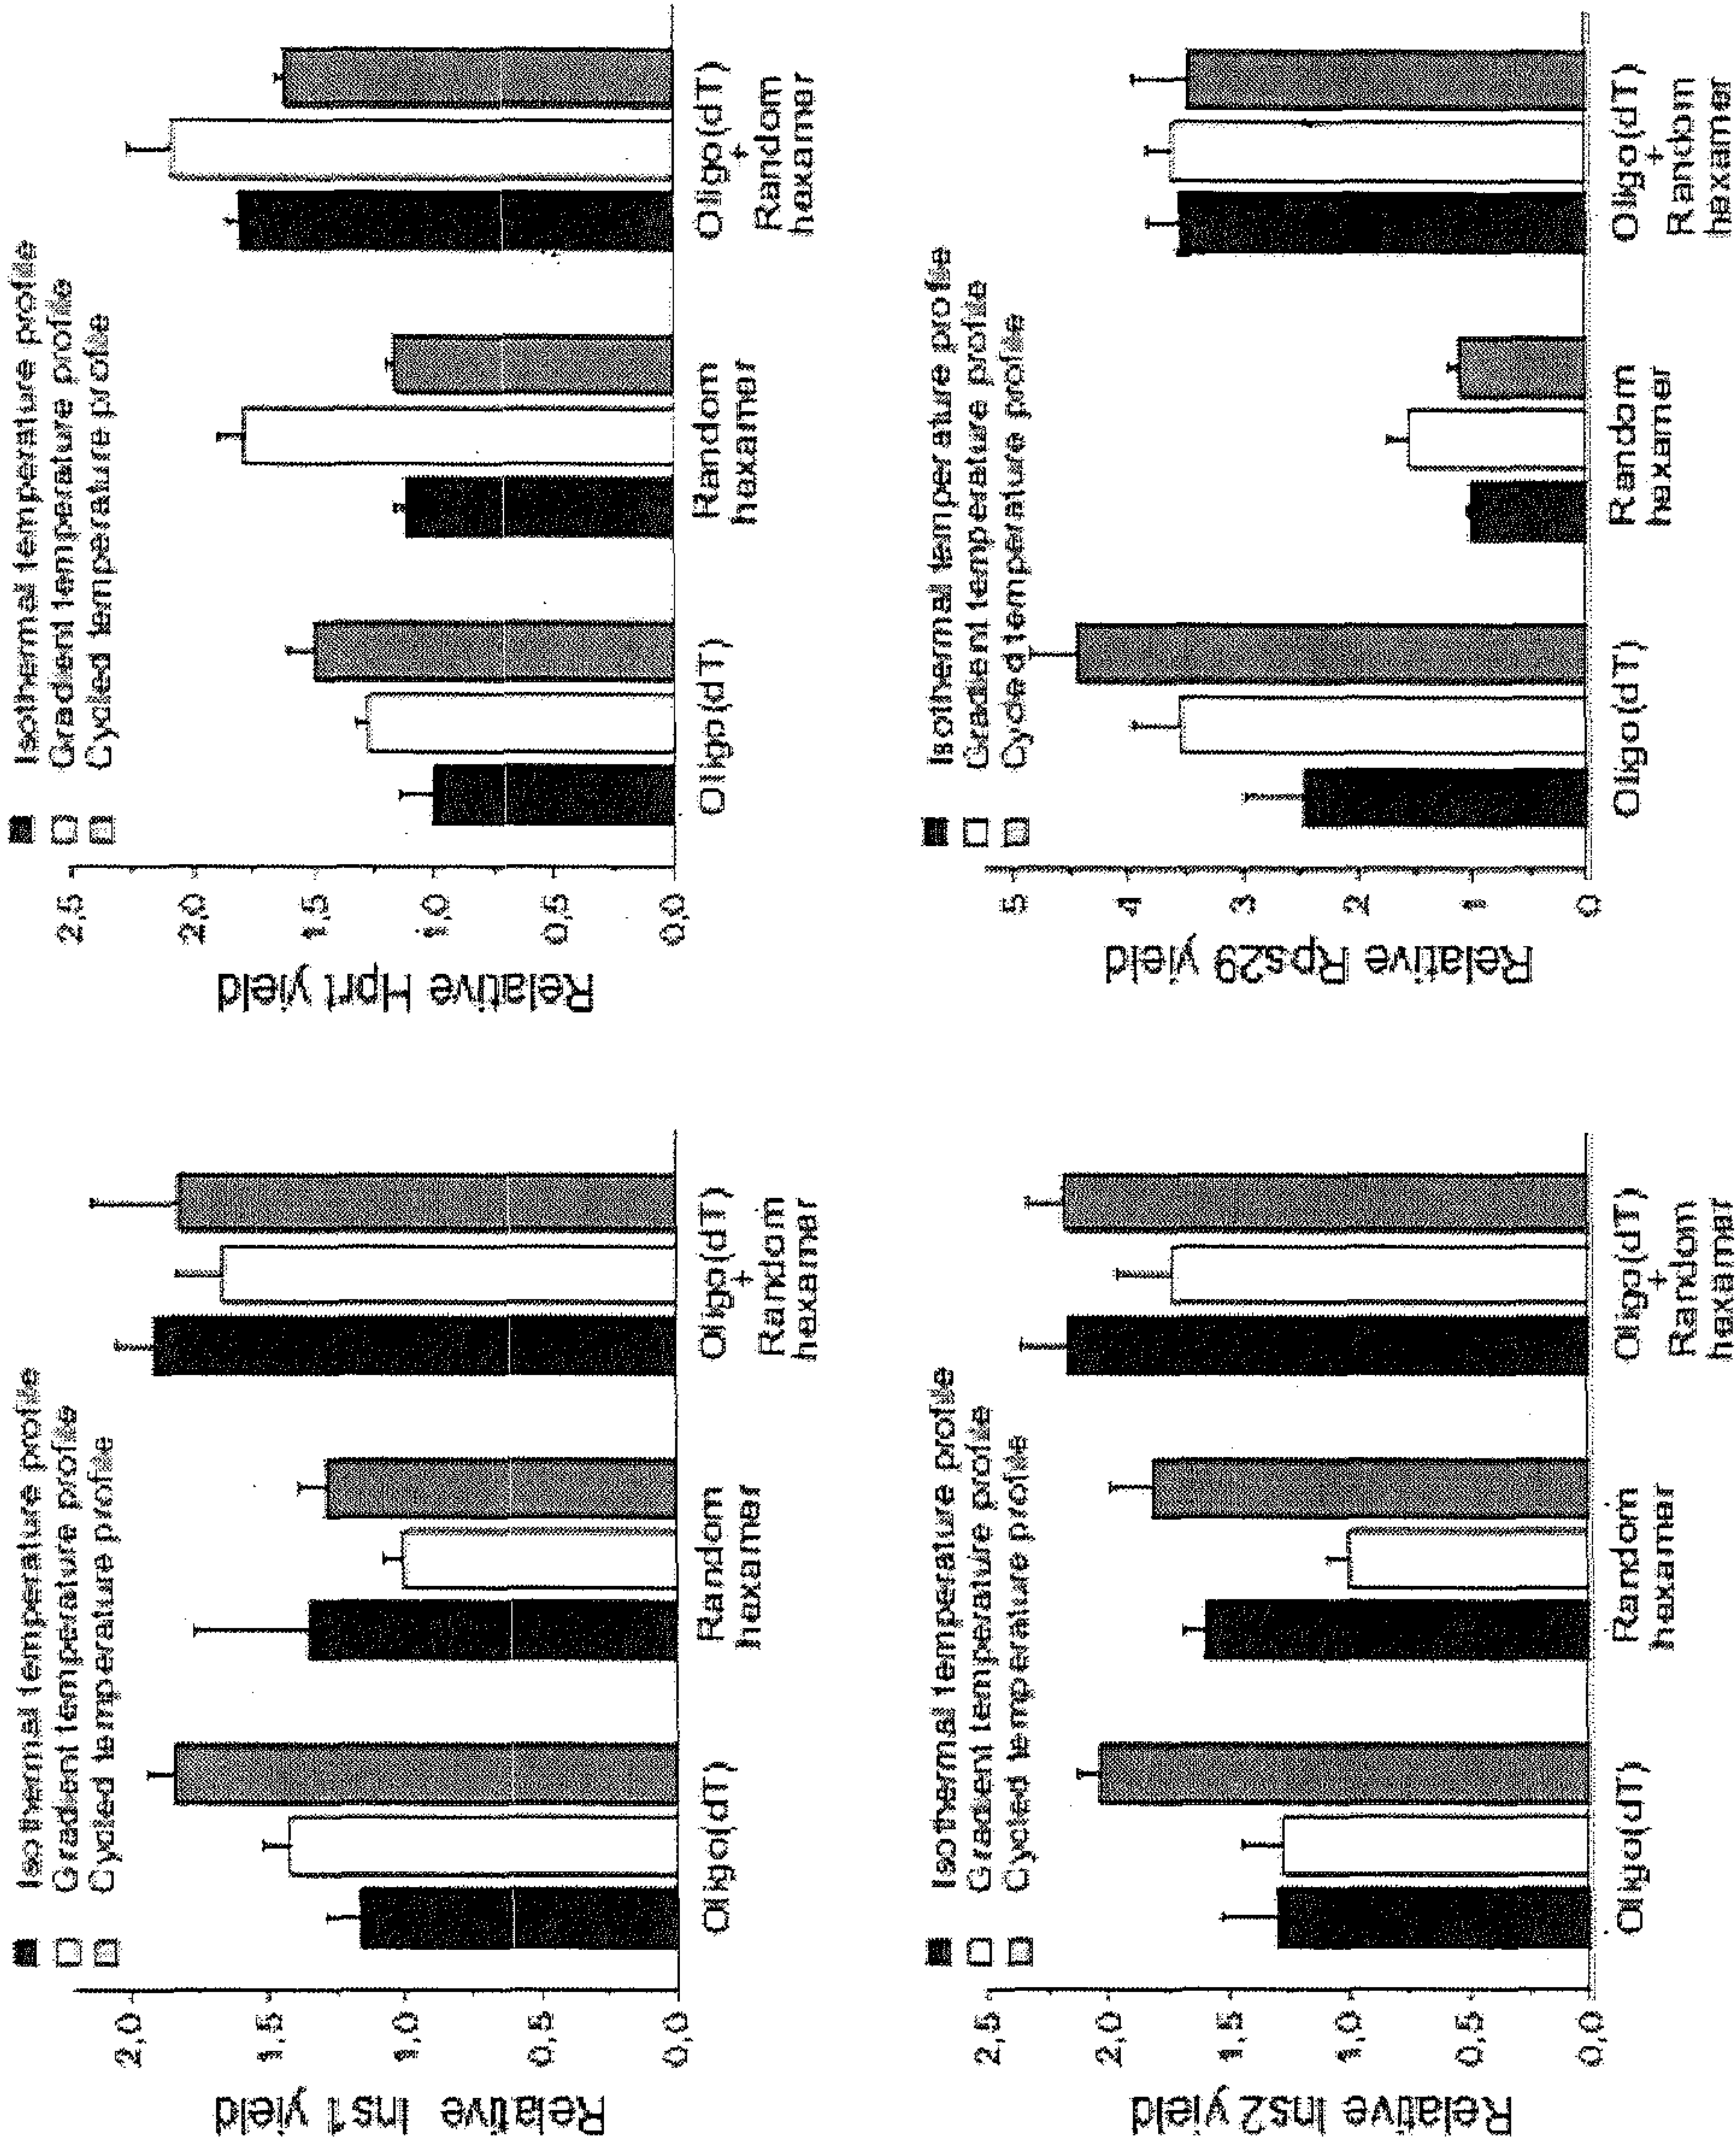 Isothermal temperature profile
Gradient temperature profile
Cycled temperature profile
Relative Ins1 yield
2,0
1,5
1,0
0,5
0,0
Oligo(dT)
Random
hexamer
Oligo(dT)
+
Random
hexamer
Isothermal temperature profile
Gradient temperature profile
Cycled temperature profile
Relative Hprt yield
2,5
2,0
1,5
1,0
0,5
0,0
Oligo(dT)
Random
hexamer
Oligo(dT)
+
Random
hexamer
Isothermal temperature profile
Gradient temperature profile
Cycled temperature profile
Relative Ins2 yield
2,5
2,0
1,5
1,0
0,5
0,0
Oligo(dT)
Random
hexamer
Oligo(dT)
+
Random
hexamer
Isothermal temperature profile
Gradient temperature profile
Cycled temperature profile
Relative Rps29 yield
5
4
3
2
1
0
Oligo(dT)
Random
hexamer
Oligo(dT)
+
Random
hexamer